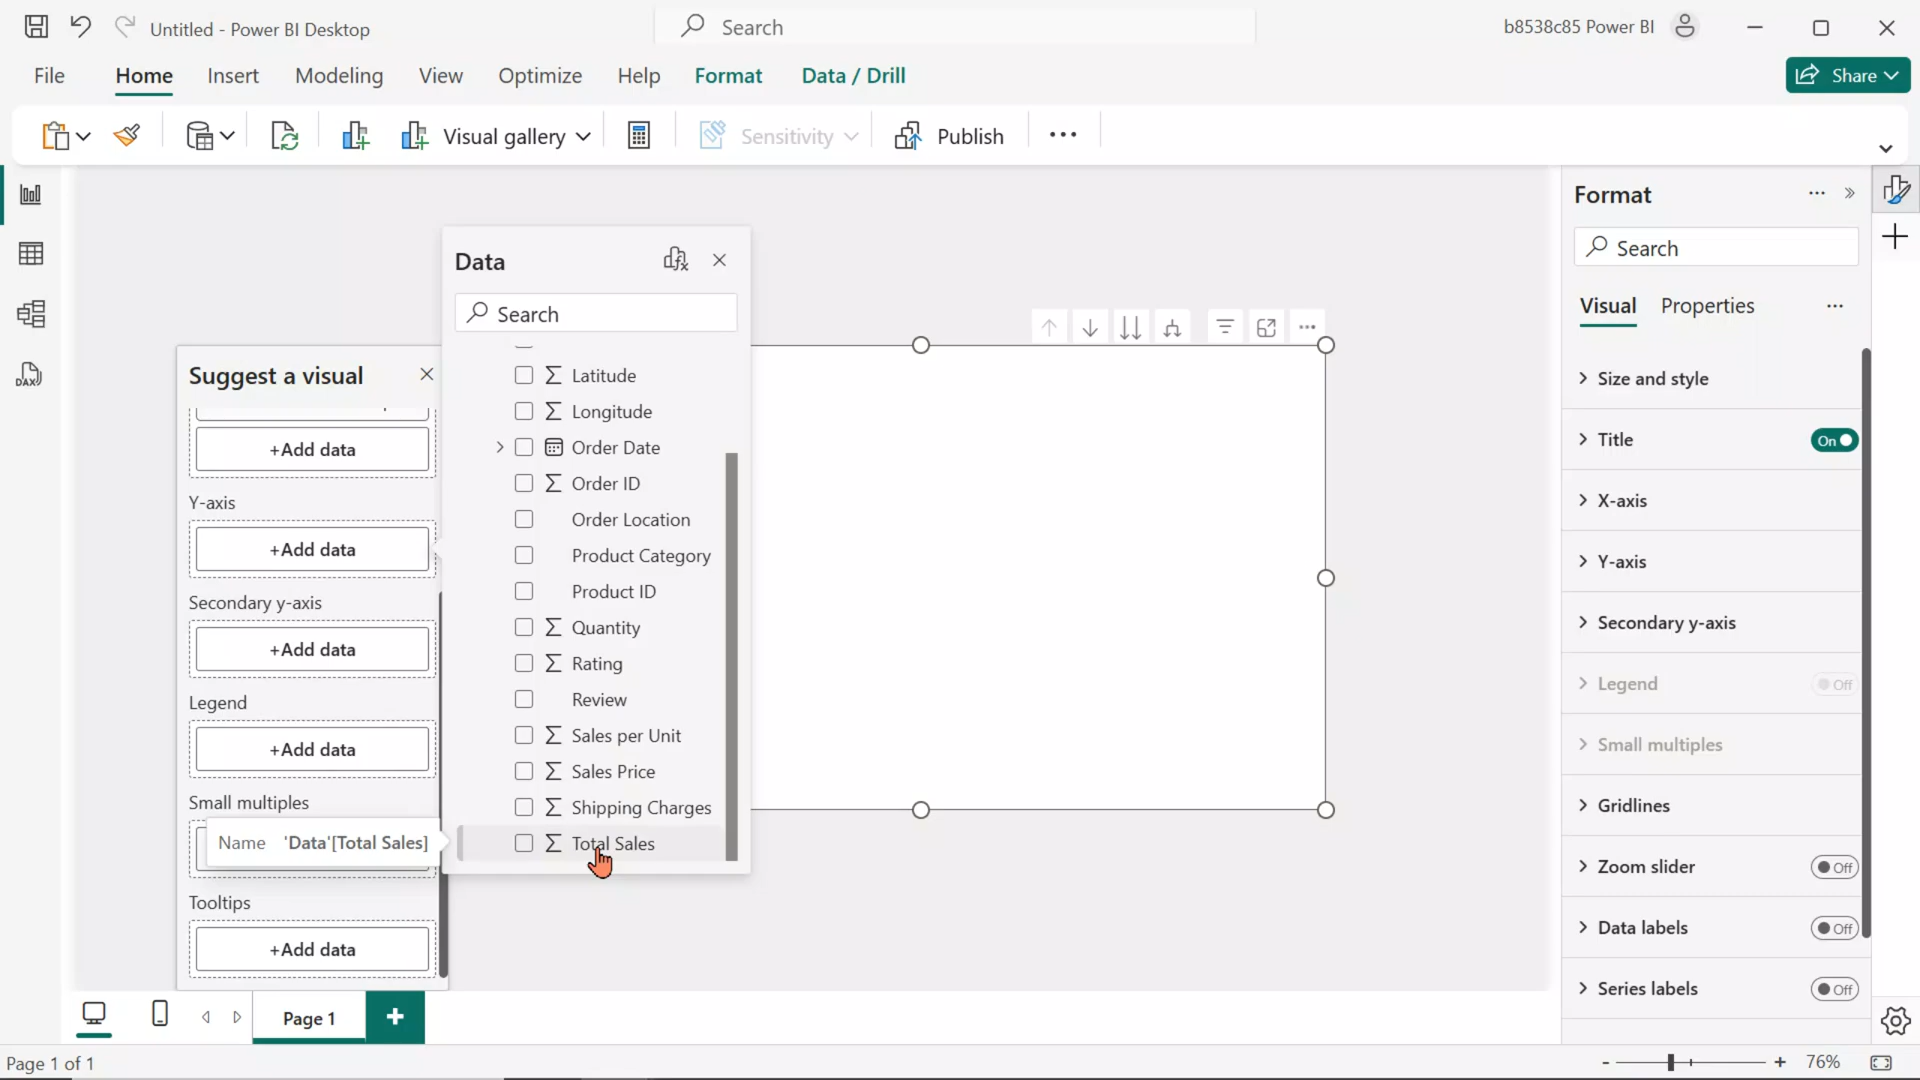 Untitled - Power BI Desktop
Search
b8538c85 Power BI
File
Home
Insert
Modeling
View
Optimize
Help
Format
Data / Drill
Share
Visual gallery
Sensitivity
Publish
DAX
Suggest a visual
+Add data
Y-axis
+Add data
Secondary y-axis
+Add data
Legend
+Add data
Small multiples
Name 'Data'[Total Sales]
Tooltips
+Add data
Data
Search
Latitude
Longitude
Order Date
Order ID
Order Location
Product Category
Product ID
Quantity
Rating
Review
Sales per Unit
Sales Price
Shipping Charges
Total Sales
Format
Search
Visual
Properties
Size and style
Title
On
X-axis
Y-axis
Secondary y-axis
Legend
Off
Small multiples
Gridlines
Zoom slider
Off
Data labels
Off
Series labels
Off
Page 1
Page 1 of 1
76%